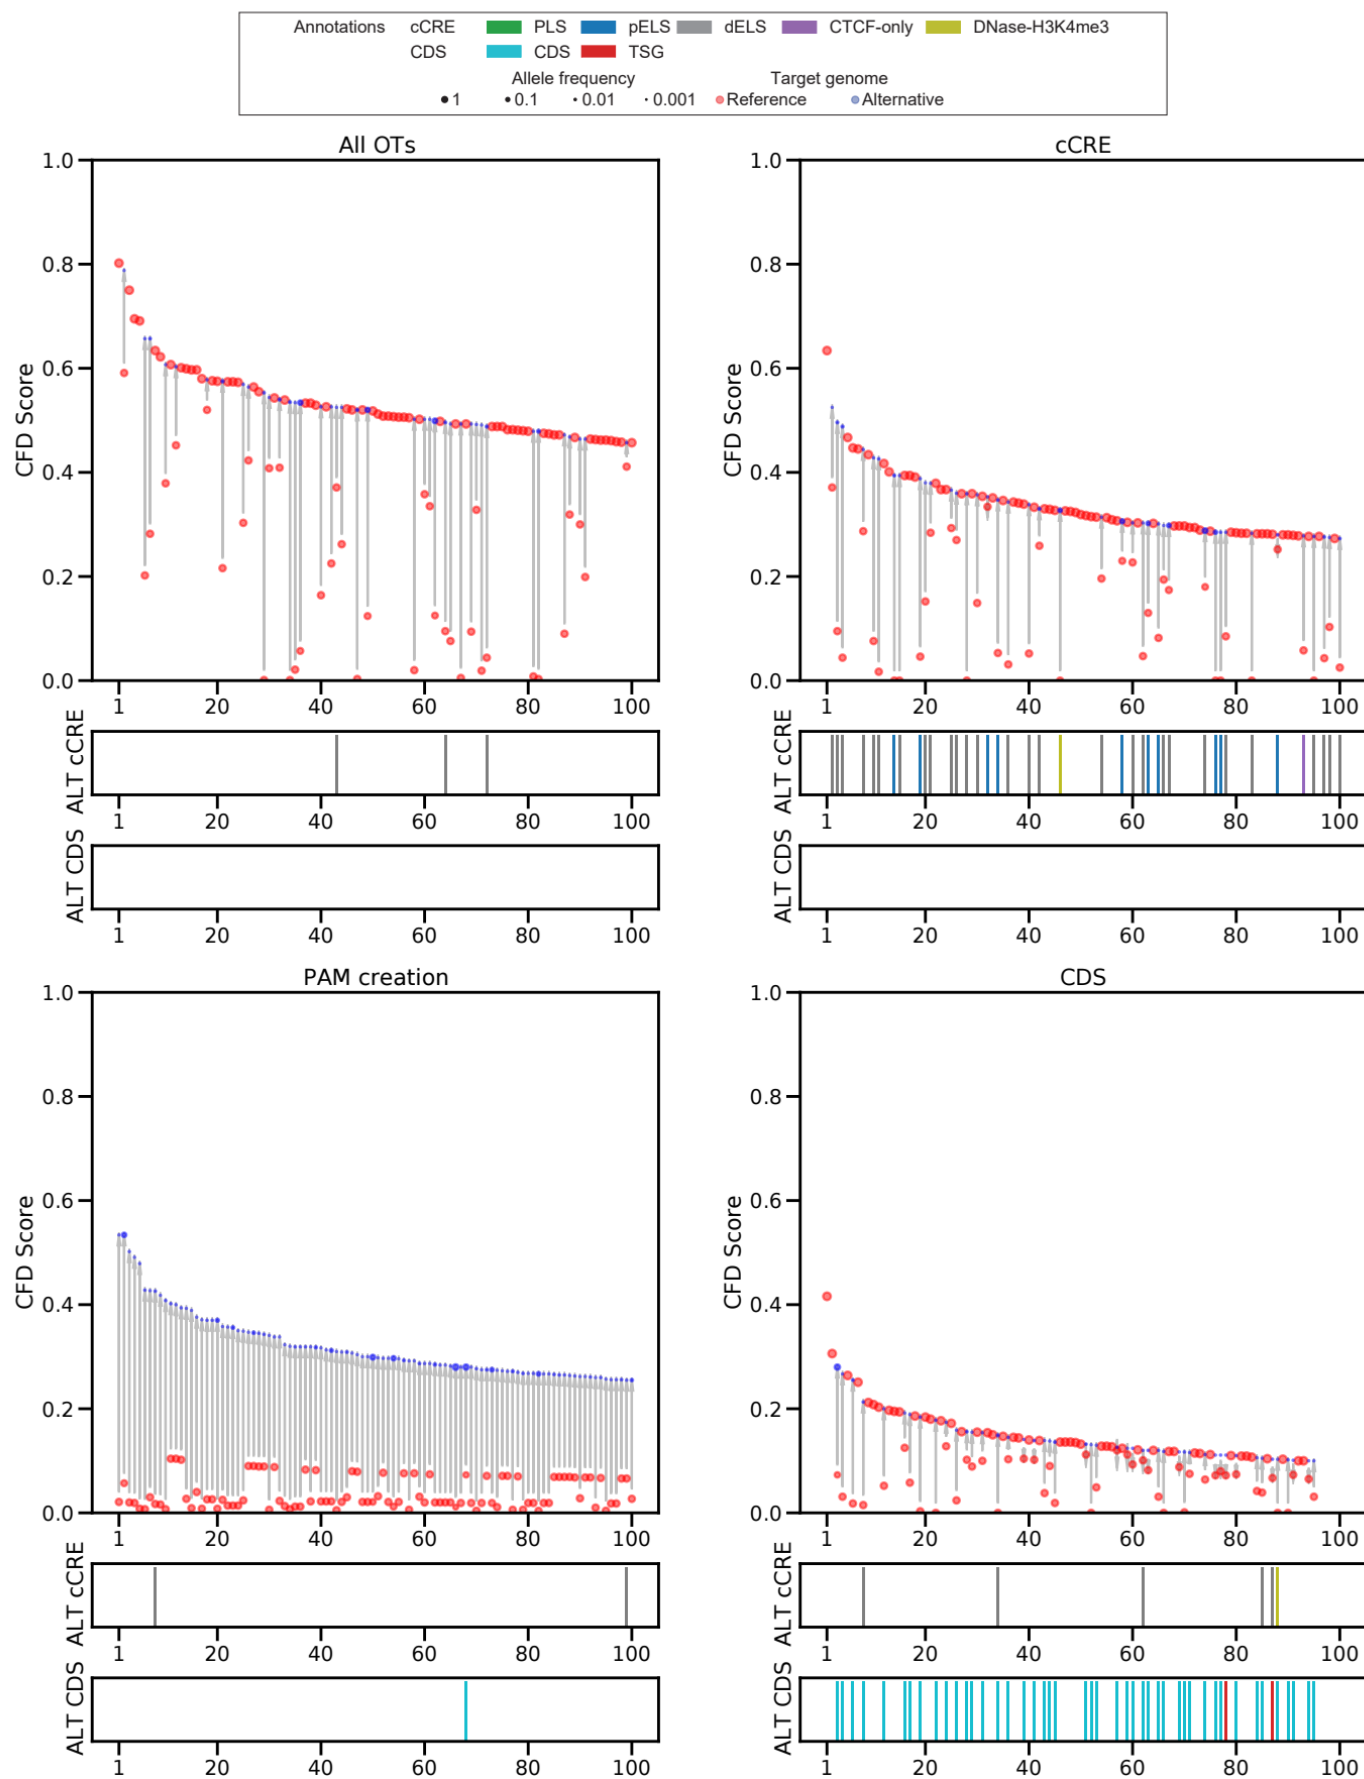 Annotations cCRE PLS pELS dELS CTCF-only DNase-H3K4me3
CDS CDS TSG
Allele frequency Target genome
1 0.1 0.01 0.001 Reference Alternative
All OTs
CFD Score
1.0
0.8
0.6
0.4
0.2
0.0
1 20 40 60 80 100
ALT cCRE
1 20 40 60 80 100
ALT CDS
1 20 40 60 80 100
cCRE
CFD Score
1.0
0.8
0.6
0.4
0.2
0.0
1 20 40 60 80 100
ALT cCRE
1 20 40 60 80 100
ALT CDS
1 20 40 60 80 100
PAM creation
CFD Score
1.0
0.8
0.6
0.4
0.2
0.0
1 20 40 60 80 100
ALT cCRE
1 20 40 60 80 100
ALT CDS
1 20 40 60 80 100
CDS
CFD Score
1.0
0.8
0.6
0.4
0.2
0.0
1 20 40 60 80 100
ALT cCRE
1 20 40 60 80 100
ALT CDS
1 20 40 60 80 100